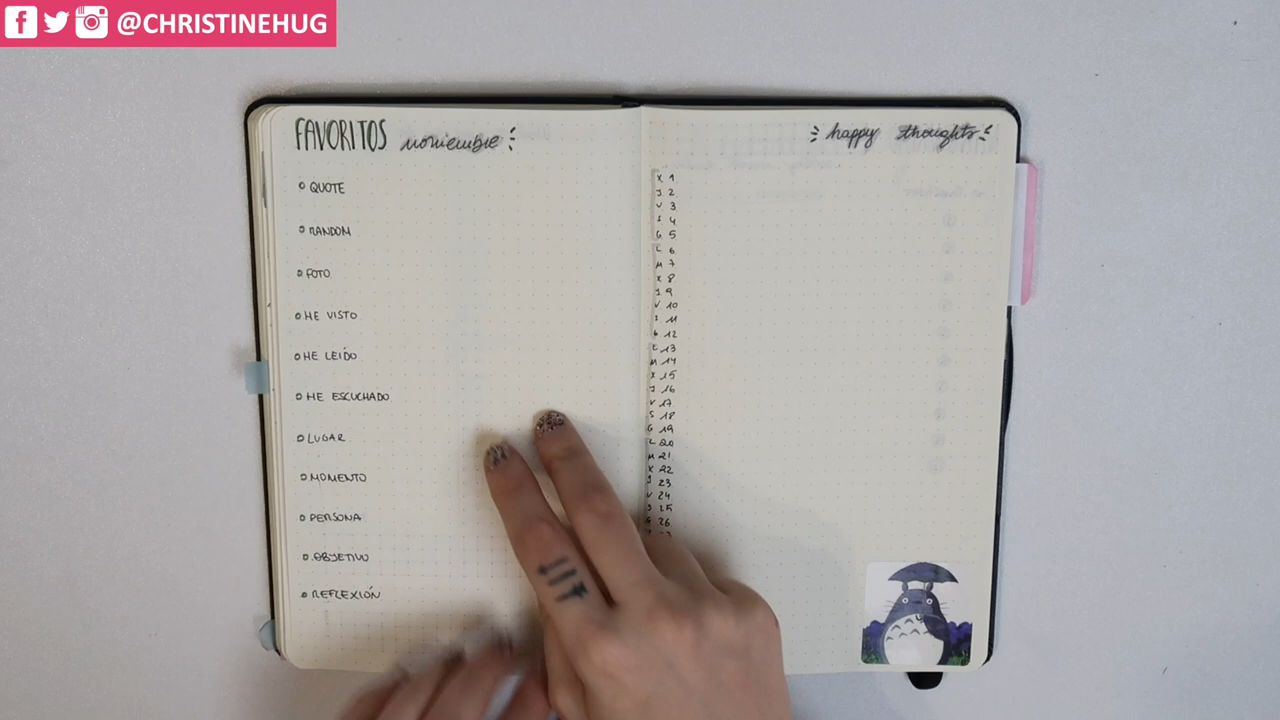 @CHRISTINEHUG
FAVORITOS noviembre
QUOTE
RANDOM
FOTO
HE VISTO
HE LEÍDO
HE ESCUCHADO
LUGAR
MOMENTO
PERSONA
OBJETIVO
REFLEXIÓN
happy thoughts
X 1
J 2
V 3
S 4
G 5
L 6
M 7
X 8
J 9
V 10
S 11
G 12
L 13
M 14
X 15
J 16
V 17
S 18
G 19
L 20
M 21
X 22
J 23
V 24
S 25
G 26